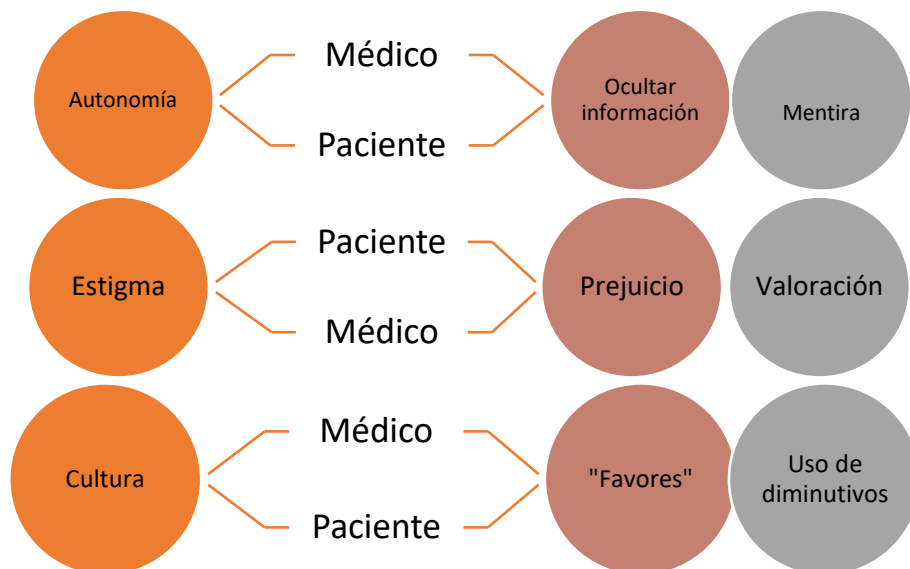 Autonomía
Médico
Paciente
Ocultar
información
Mentira
Estigma
Paciente
Médico
Prejuicio
Valoración
Cultura
Médico
Paciente
"Favores"
Uso de
diminutivos